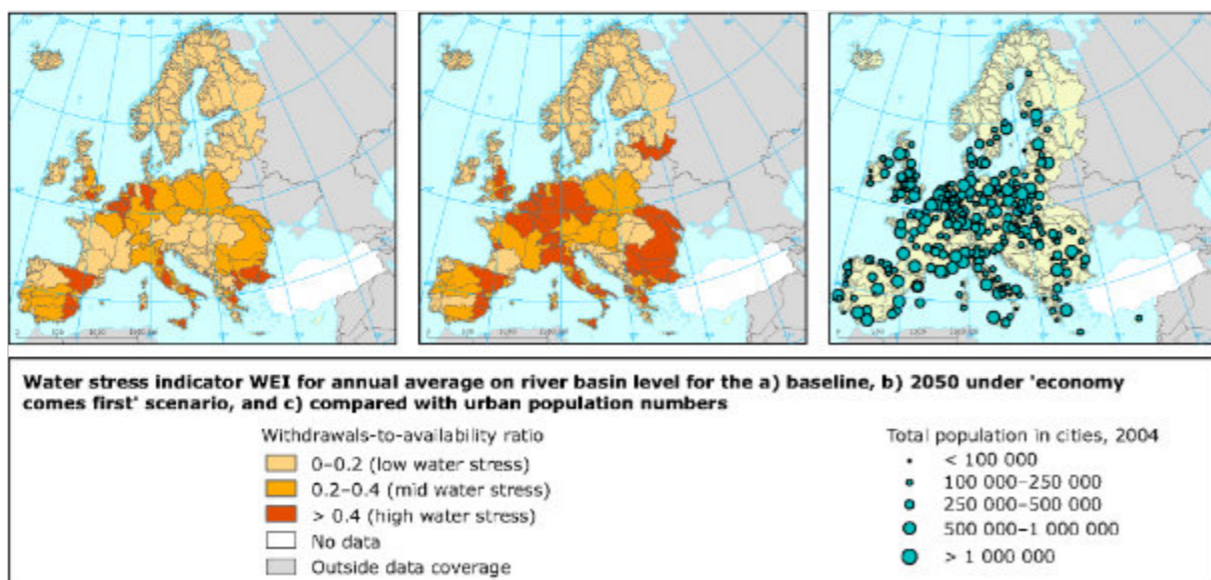 Water stress indicator WEI for annual average on river basin level for the a) baseline, b) 2050 under 'economy
comes first' scenario, and c) compared with urban population numbers
Withdrawals-to-availability ratio
0–0.2 (low water stress)
0.2–0.4 (mid water stress)
> 0.4 (high water stress)
No data
Outside data coverage
Total population in cities, 2004
< 100 000
100 000–250 000
250 000–500 000
500 000–1 000 000
> 1 000 000